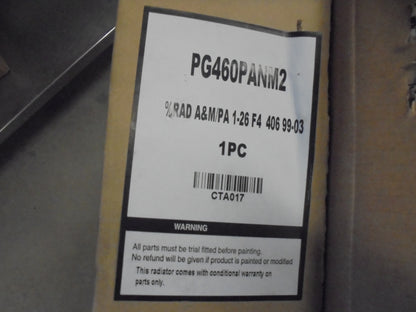 PG460PANM2
%RAD A&M/PA 1-26 F4 406 99-03
1PC
CTA017
WARNING
All parts must be trial fitted before painting.
No refund will be given if product is painted or modified
This radiator comes with conditional warranty on
parts only.